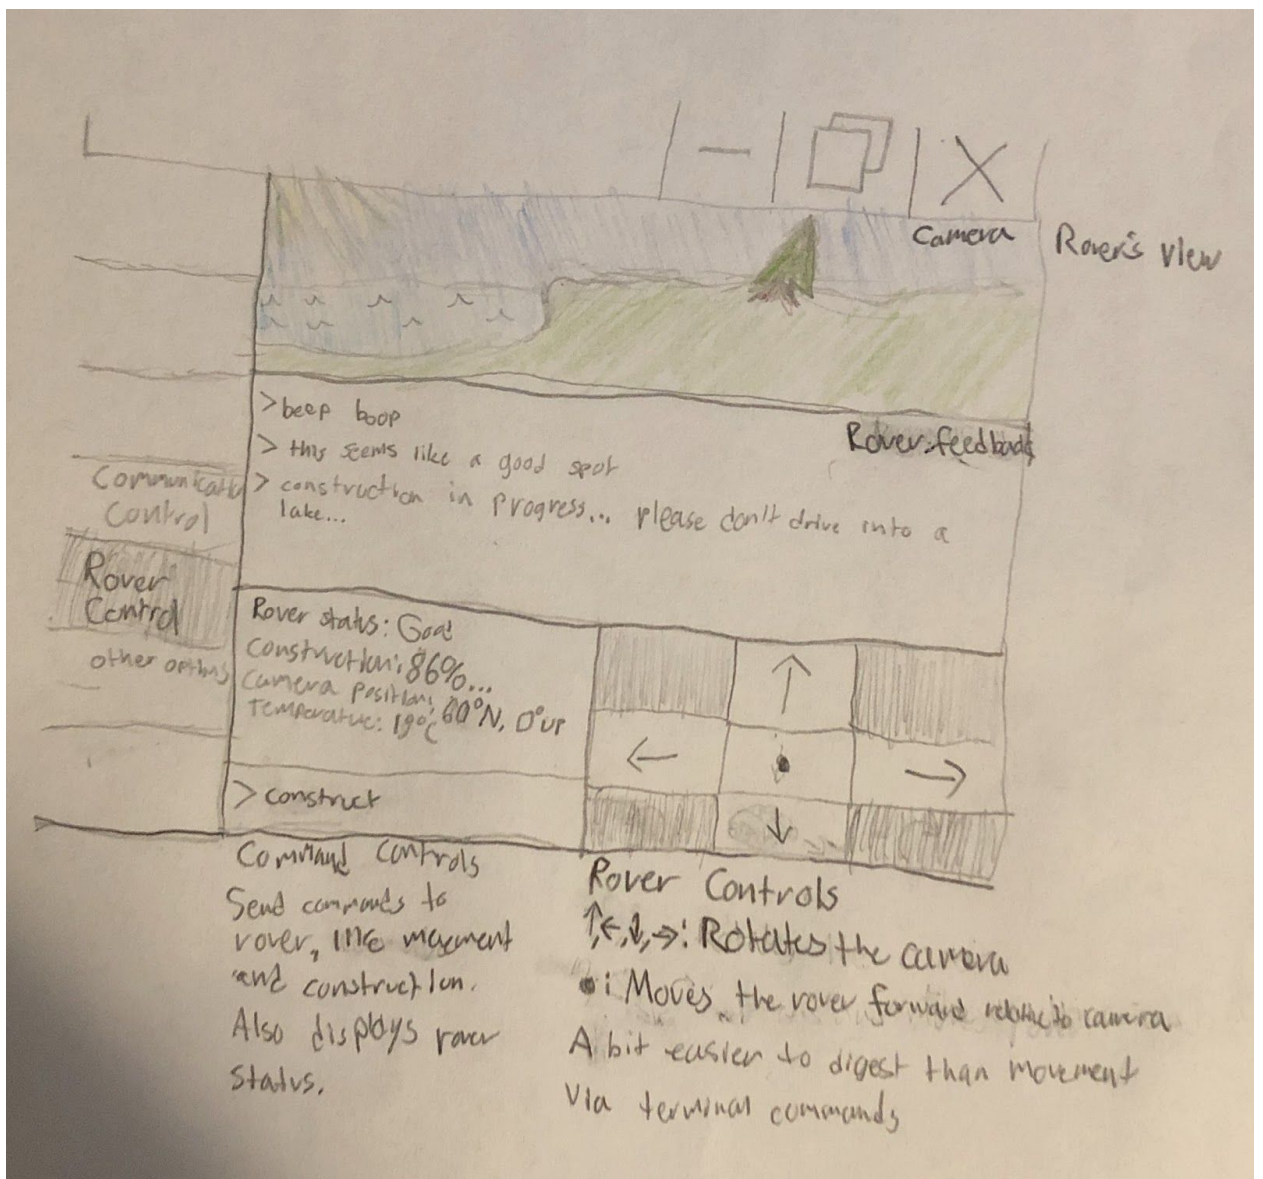 Camera
Rover's view
>beep boop
Rover feedback
> this seems like a good spot
> construction in progress... please don't drive into a
lake...
Communication
Control
Rover
Control
other options
Rover status: Good
Construction: 86%...
Camera position: 60°N, 0°up
Temperature: 19°C
> construct
Command Controls
Send commands to
rover, like movement
and construction.
Also displays rover
status.
Rover Controls
↑,←,↓,→: Rotates the camera
•: Moves the rover forward relative to camera
A bit easier to digest than movement
Via terminal commands